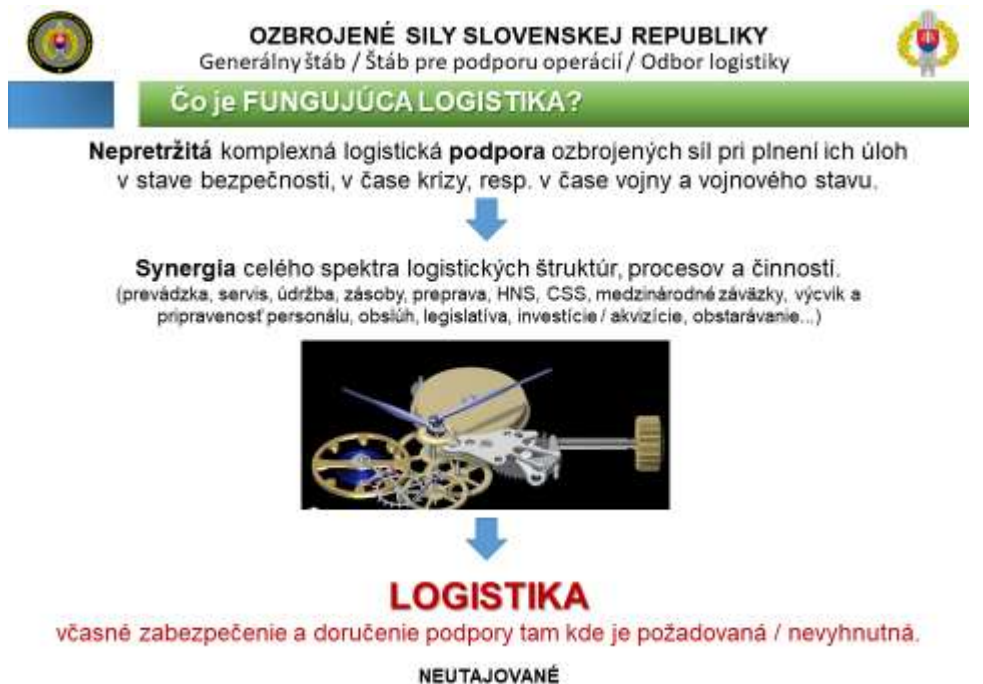 OZBROJENÉ SILY SLOVENSKEJ REPUBLIKY
Generálny štáb / Štáb pre podporu operácií / Odbor logistiky
Čo je FUNGUJÚCA LOGISTIKA?
Nepretržitá komplexná logistická podpora ozbrojených síl pri plnení ich úloh
v stave bezpečnosti, v čase krízy, resp. v čase vojny a vojnového stavu.
Synergia celého spektra logistických štruktúr, procesov a činností.
(prevádzka, servis, údržba, zásoby, preprava, HNS, CSS, medzinárodné záväzky, výcvik a
pripravenosť personálu, obslúh, legislatíva, investície / akvizície, obstarávanie...)
LOGISTIKA
včasné zabezpečenie a doručenie podpory tam kde je požadovaná / nevyhnutná.
NEUTAJOVANÉ